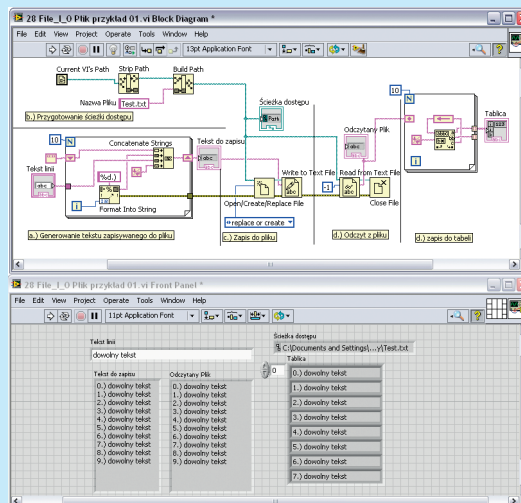 28 File_I_O Plik przykład 01.vi Block Diagram *
File Edit View Project Operate Tools Window Help
13pt Application Font
Current VI's Path
Strip Path
Build Path
Nazwa Pliku Test.txt
b.) Przygotowanie ścieżki dostępu
Ścieżka dostępu
Path
10 N
Concatenate Strings
Tekst do zapisu
abc
Tekst linii
abc
%d.)
i
Format Into String
a.) Generowanie tekstu zapisywanego do pliku
Write to Text File
abc
Open/Create/Replace File
replace or create
c.) Zapis do pliku
Odczytany Plik
abc
Read from Text File
-1
abc
Close File
d.) Odczyt z pliku
10 N
i
Tablica
d.) zapis do tabeli
28 File_I_O Plik przykład 01.vi Front Panel *
File Edit View Project Operate Tools Window Help
11pt Application Font
Tekst linii
dowolny tekst
Ścieżka dostępu
C:\Documents and Settings\...y\Test.txt
Tekst do zapisu
0.) dowolny tekst
1.) dowolny tekst
2.) dowolny tekst
3.) dowolny tekst
4.) dowolny tekst
5.) dowolny tekst
6.) dowolny tekst
7.) dowolny tekst
8.) dowolny tekst
9.) dowolny tekst
Odczytany Plik
0.) dowolny tekst
1.) dowolny tekst
2.) dowolny tekst
3.) dowolny tekst
4.) dowolny tekst
5.) dowolny tekst
6.) dowolny tekst
7.) dowolny tekst
8.) dowolny tekst
9.) dowolny tekst
Tablica
0
0.) dowolny tekst
1.) dowolny tekst
2.) dowolny tekst
3.) dowolny tekst
4.) dowolny tekst
5.) dowolny tekst
6.) dowolny tekst
7.) dowolny tekst